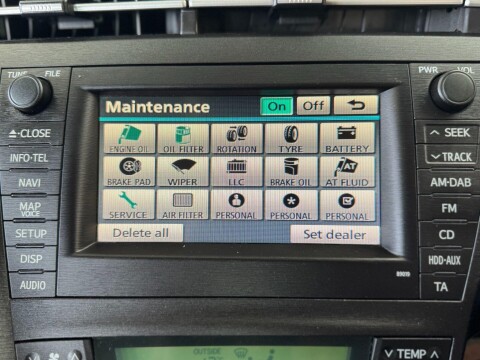 TUNE FILE
PWR VOL
Maintenance On Off
ENGINE OIL OIL FILTER ROTATION TYRE BATTERY
BRAKE PAD WIPER LLC BRAKE OIL AT FLUID
SERVICE AIR FILTER PERSONAL PERSONAL PERSONAL
Delete all Set dealer
CLOSE
INFO·TEL
NAVI
MAP
VOICE
SETUP
DISP
AUDIO
SEEK
TRACK
AM·DAB
FM
CD
HDD·AUX
TA
OUTSIDE
TEMP